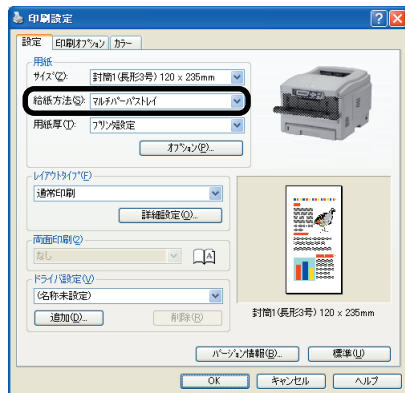 印刷設定
設定 印刷ｵﾌﾟｼｮﾝ ｶﾗｰ
用紙
ｻｲｽﾞ(Z): 封筒1(長形3号) 120 x 235mm
給紙方法(S): ﾏﾙﾁﾊﾟｰﾊﾟｽﾄﾚｲ
用紙厚(T): ﾌﾟﾘﾝﾀ設定
ｵﾌﾟｼｮﾝ(P)...
ﾚｲｱｳﾄﾀｲﾌﾟ(F)
通常印刷
詳細設定(O)...
両面印刷(2)
なし
A
ﾄﾞﾗｲﾊﾞ設定(V)
(名称未設定)
追加(D)... 削除(R)
封筒1(長形3号) 120 x 235mm
ﾊﾞｰｼﾞｮﾝ情報(B)... 標準(U)
OK ｷｬﾝｾﾙ ﾍﾙﾌﾟ